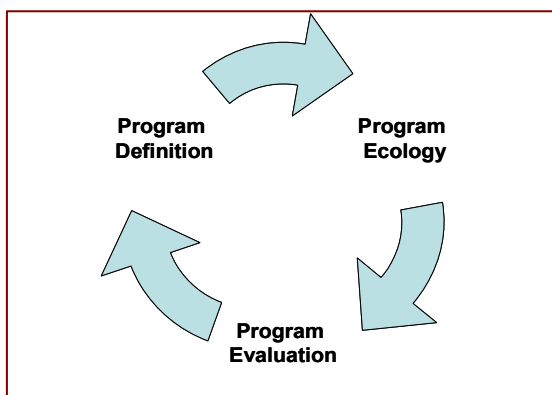 Program
Definition
Program
Ecology
Program
Evaluation